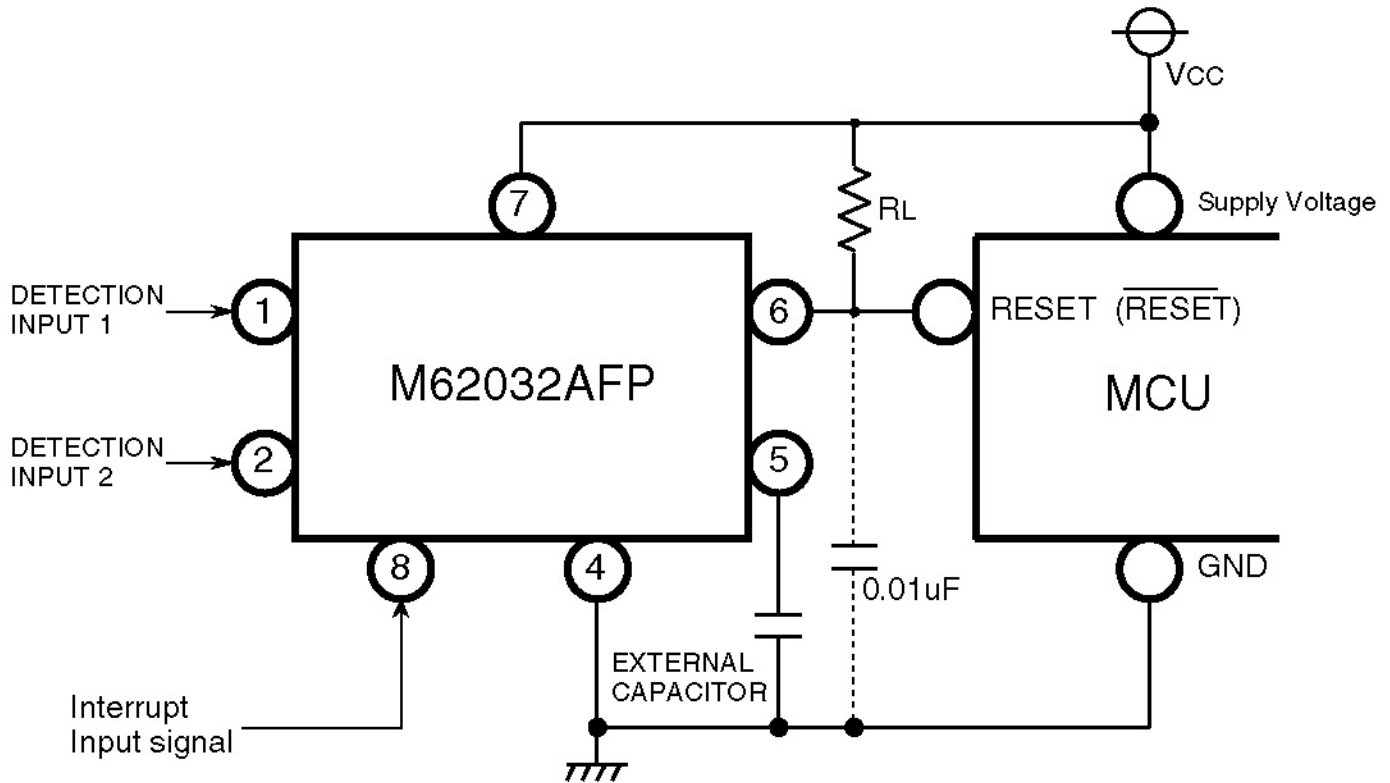 VCC
Supply Voltage
7
RL
DETECTION
INPUT 1
1
6
RESET (RESET)
M62032AFP
MCU
DETECTION
INPUT 2
2
5
8
4
GND
0.01uF
EXTERNAL
CAPACITOR
Interrupt
Input signal